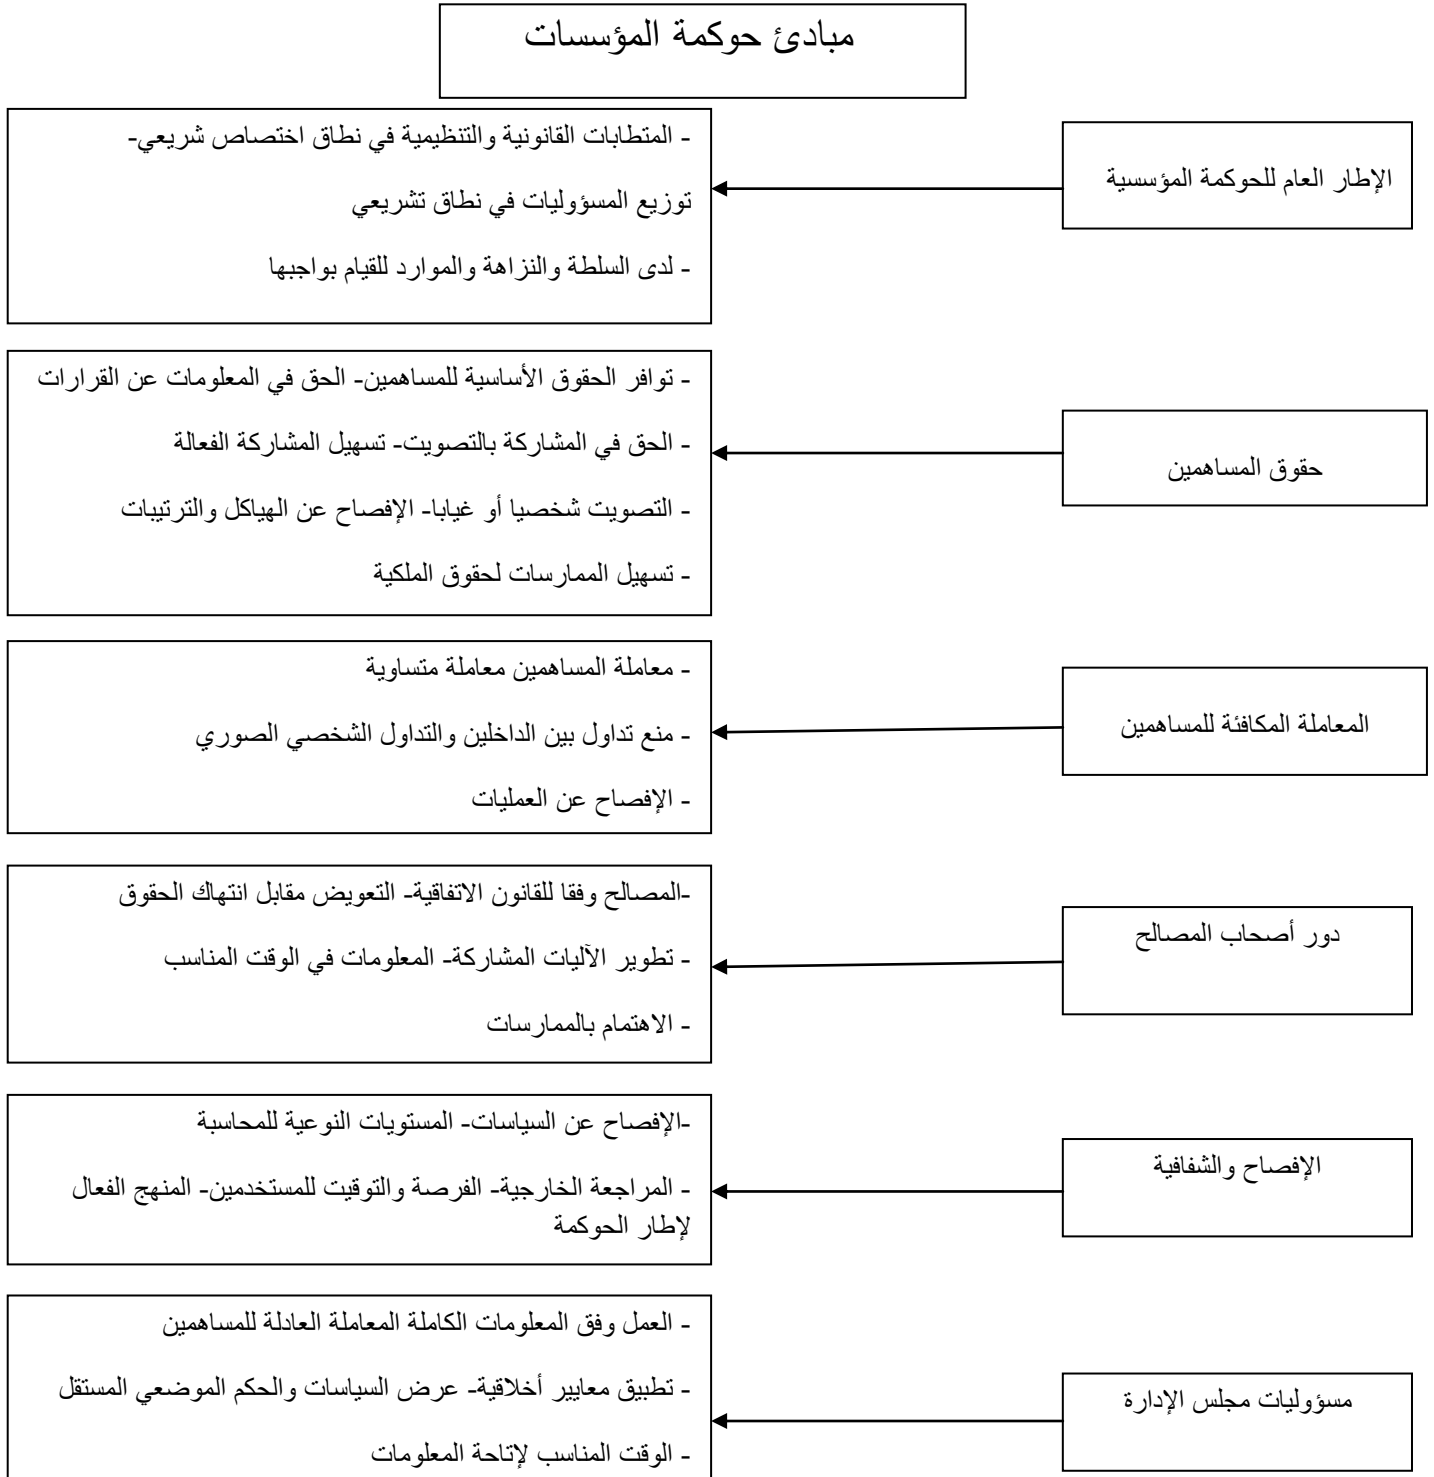 مبادئ حوكمة المؤسسات
الإطار العام للحوكمة المؤسسية
- المتطابات القانونية والتنظيمية في نطاق اختصاص شريعي-
توزيع المسؤوليات في نطاق تشريعي
- لدى السلطة والنزاهة والموارد للقيام بواجبها
حقوق المساهمين
- توافر الحقوق الأساسية للمساهمين- الحق في المعلومات عن القرارات
- الحق في المشاركة بالتصويت- تسهيل المشاركة الفعالة
- التصويت شخصيا أو غيابا- الإفصاح عن الهياكل والترتيبات
- تسهيل الممارسات لحقوق الملكية
المعاملة المكافئة للمساهمين
- معاملة المساهمين معاملة متساوية
- منع تداول بين الداخلين والتداول الشخصي الصوري
- الإفصاح عن العمليات
دور أصحاب المصالح
-المصالح وفقا للقانون الاتفاقية- التعويض مقابل انتهاك الحقوق
- تطوير الآليات المشاركة- المعلومات في الوقت المناسب
- الاهتمام بالممارسات
الإفصاح والشفافية
-الإفصاح عن السياسات- المستويات النوعية للمحاسبة
- المراجعة الخارجية- الفرصة والتوقيت للمستخدمين- المنهج الفعال
لإطار الحوكمة
مسؤوليات مجلس الإدارة
- العمل وفق المعلومات الكاملة المعاملة العادلة للمساهمين
- تطبيق معايير أخلاقية- عرض السياسات والحكم الموضعي المستقل
- الوقت المناسب لإتاحة المعلومات